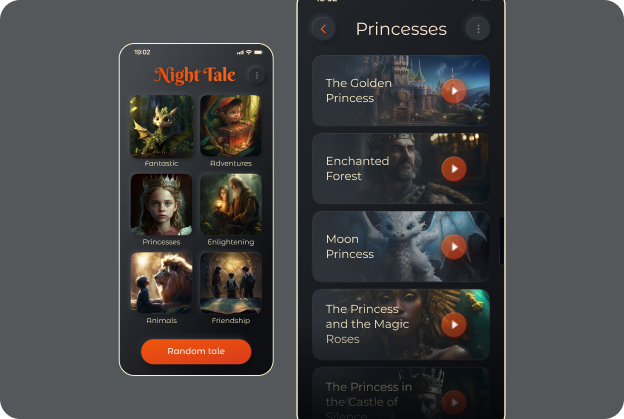 19:02
Night Tale
Fantastic
Adventures
Princesses
Enlightening
Animals
Friendship
Random tale
Princesses
The Golden
Princess
Enchanted
Forest
Moon
Princess
The Princess
and the Magic
Roses
The Princess in
the Castle of
Silence